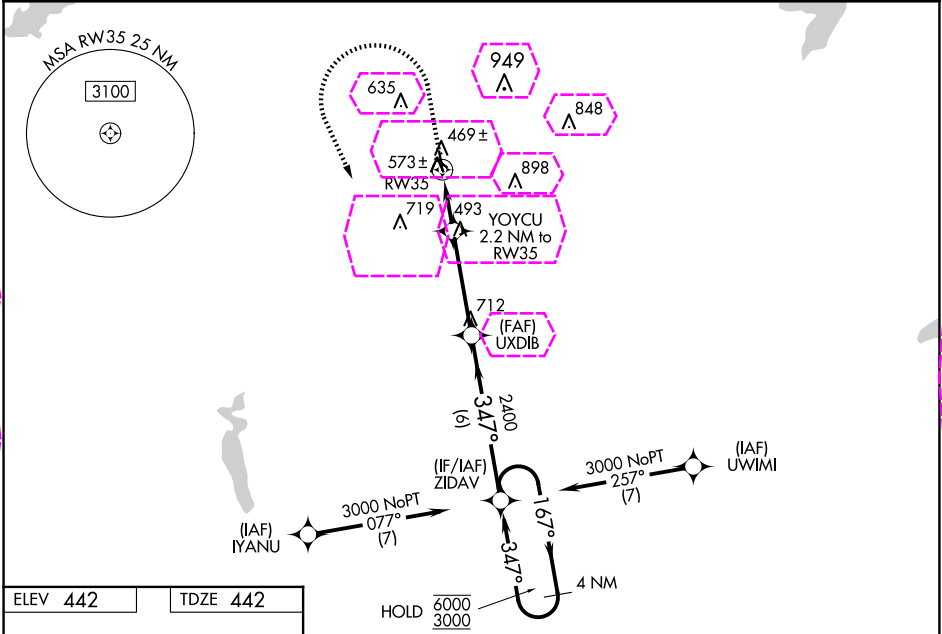 MSA RW35 25 NM
3100
635
949
848
469 ±
573 ±
RW35
898
719
493
YOYCU
2.2 NM to
RW35
712
(FAF)
UXDIB
2400
347°
(6)
(IF/IAF)
ZIDAV
3000 NoPT
257°
(7)
(IAF)
UWIMI
3000 NoPT
077°
(7)
(IAF)
IYANU
167°
347°
4 NM
HOLD
6000
3000
ELEV 442
TDZE 442